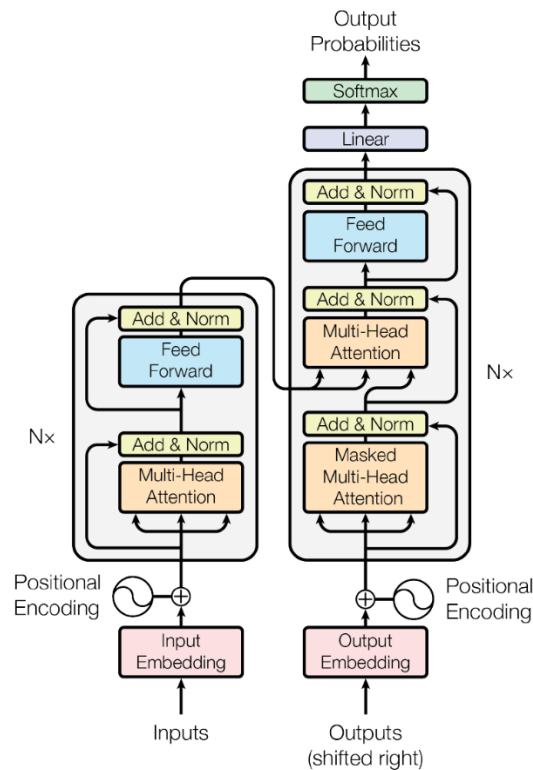 Output
Probabilities
Softmax
Linear
Add & Norm
Feed
Forward
Add & Norm
Multi-Head
Attention
Nx
Add & Norm
Masked
Multi-Head
Attention
Add & Norm
Feed
Forward
Nx
Add & Norm
Multi-Head
Attention
Positional
Encoding
Positional
Encoding
Input
Embedding
Output
Embedding
Inputs
Outputs
(shifted right)